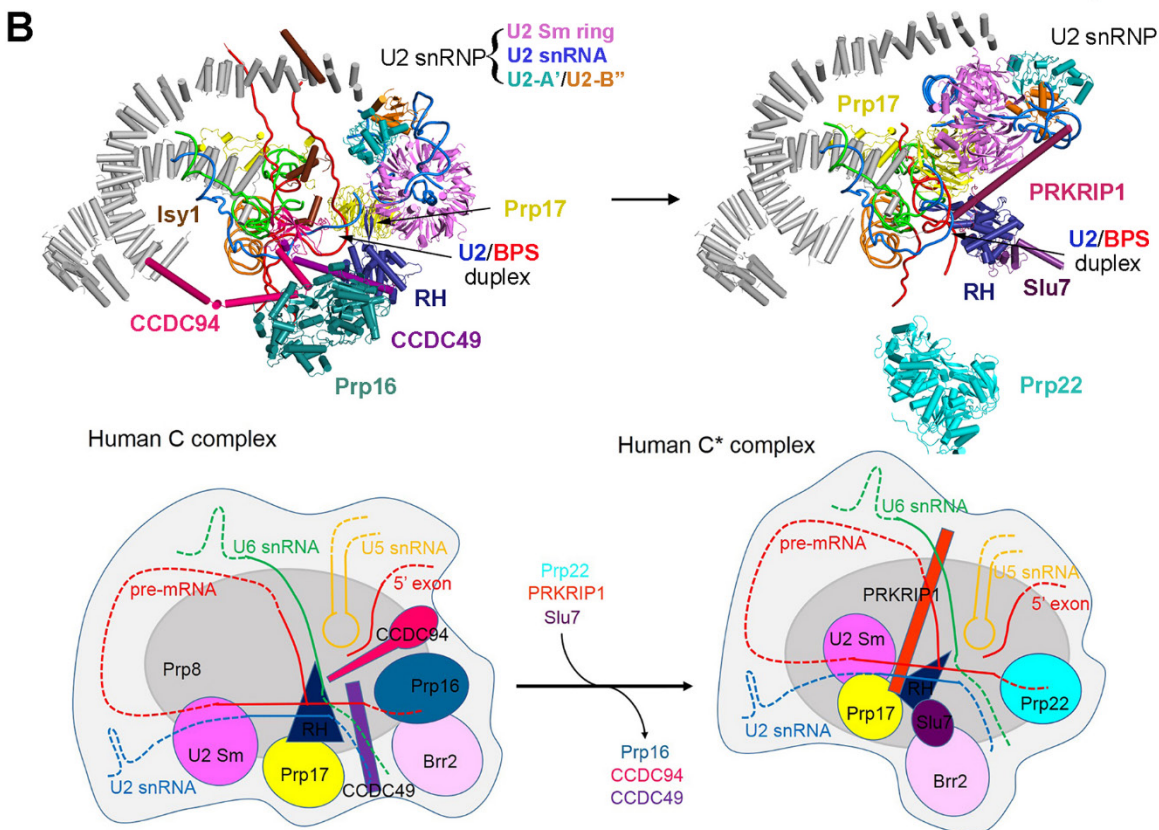 B
U2 snRNP { U2 Sm ring
U2 snRNA
U2-A'/U2-B"
Isy1
Prp17
U2/BPS
duplex
RH
CCDC94
CCDC49
Prp16
U2 snRNP
Prp17
PRKRIP1
U2/BPS
duplex
RH
Slu7
Prp22
Human C complex
Human C* complex
U6 snRNA
U5 snRNA
pre-mRNA
5' exon
CCDC94
Prp8
Prp16
RH
U2 Sm
Prp17
Brr2
U2 snRNA
CCDC49
Prp22
PRKRIP1
Slu7
Prp16
CCDC94
CCDC49
U6 snRNA
pre-mRNA
U5 snRNA
PRKRIP1
5' exon
U2 Sm
RH
Prp17
Slu7
Prp22
U2 snRNA
Brr2